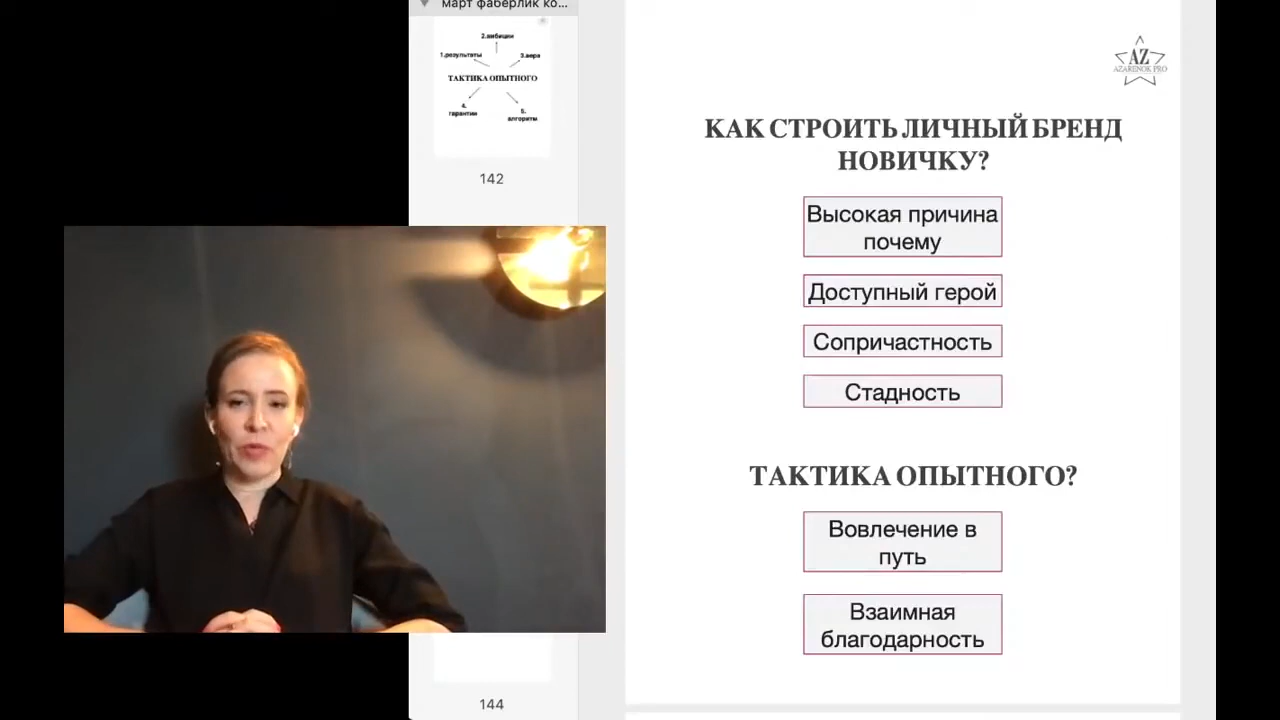 март фаберлик ко...
2.амбиции
1.результаты
3.вера
ТАКТИКА ОПЫТНОГО
4.
гарантии
5.
алгоритм
142
144
AZ
AZARENOK PRO
КАК СТРОИТЬ ЛИЧНЫЙ БРЕНД
НОВИЧКУ?
Высокая причина
почему
Доступный герой
Сопричастность
Стадность
ТАКТИКА ОПЫТНОГО?
Вовлечение в
путь
Взаимная
благодарность